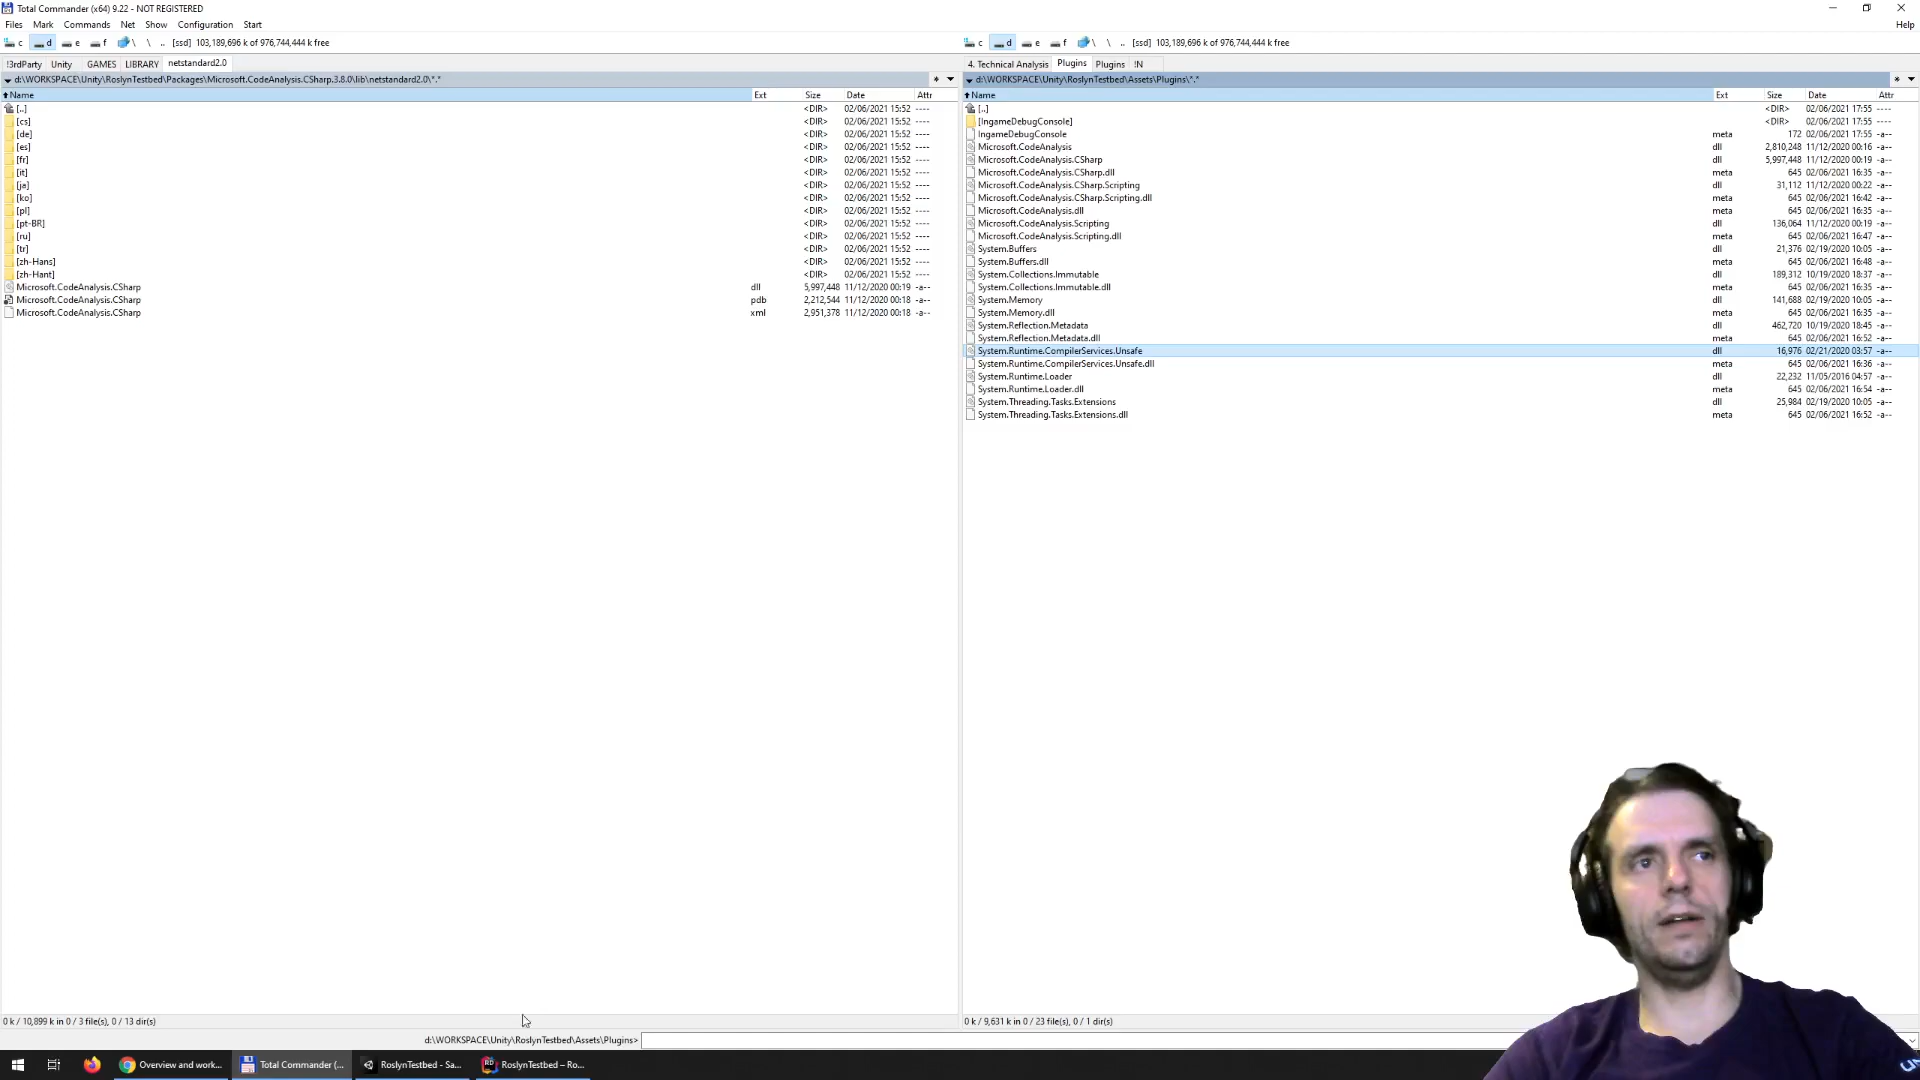 Total Commander (x64) 9.22 - NOT REGISTERED
Files Mark Commands Net Show Configuration Start Help
c d e f \ .. [ssd] 103,189,696 k of 976,744,444 k free
!3rdParty Unity GAMES LIBRARY netstandard2.0
d:\WORKSPACE\Unity\RoslynTestbed\Packages\Microsoft.CodeAnalysis.CSharp.3.8.0\lib\netstandard2.0\*.*
Name Ext Size Date Attr
[..] <DIR> 02/06/2021 15:52 ----
[cs] <DIR> 02/06/2021 15:52 ----
[de] <DIR> 02/06/2021 15:52 ----
[es] <DIR> 02/06/2021 15:52 ----
[fr] <DIR> 02/06/2021 15:52 ----
[it] <DIR> 02/06/2021 15:52 ----
[ja] <DIR> 02/06/2021 15:52 ----
[ko] <DIR> 02/06/2021 15:52 ----
[pl] <DIR> 02/06/2021 15:52 ----
[pt-BR] <DIR> 02/06/2021 15:52 ----
[ru] <DIR> 02/06/2021 15:52 ----
[tr] <DIR> 02/06/2021 15:52 ----
[zh-Hans] <DIR> 02/06/2021 15:52 ----
[zh-Hant] <DIR> 02/06/2021 15:52 ----
Microsoft.CodeAnalysis.CSharp dll 5,997,448 11/12/2020 00:19 -a--
Microsoft.CodeAnalysis.CSharp pdb 2,212,544 11/12/2020 00:18 -a--
Microsoft.CodeAnalysis.CSharp xml 2,951,378 11/12/2020 00:18 -a--
0 k / 10,899 k in 0 / 3 file(s), 0 / 13 dir(s)
c d e f \ .. [ssd] 103,189,696 k of 976,744,444 k free
4. Technical Analysis Plugins Plugins !N
d:\WORKSPACE\Unity\RoslynTestbed\Assets\Plugins\*.*
Name Ext Size Date Attr
[..] <DIR> 02/06/2021 17:55 ----
[IngameDebugConsole] <DIR> 02/06/2021 17:55 ----
IngameDebugConsole meta 172 02/06/2021 17:55 -a--
Microsoft.CodeAnalysis dll 2,810,248 11/12/2020 00:16 -a--
Microsoft.CodeAnalysis.CSharp dll 5,997,448 11/12/2020 00:19 -a--
Microsoft.CodeAnalysis.CSharp.dll meta 645 02/06/2021 16:35 -a--
Microsoft.CodeAnalysis.CSharp.Scripting dll 31,112 11/12/2020 00:22 -a--
Microsoft.CodeAnalysis.CSharp.Scripting.dll meta 645 02/06/2021 16:42 -a--
Microsoft.CodeAnalysis.dll meta 645 02/06/2021 16:35 -a--
Microsoft.CodeAnalysis.Scripting dll 136,064 11/12/2020 00:19 -a--
Microsoft.CodeAnalysis.Scripting.dll meta 645 02/06/2021 16:47 -a--
System.Buffers dll 21,376 02/19/2020 10:05 -a--
System.Buffers.dll meta 645 02/06/2021 16:48 -a--
System.Collections.Immutable dll 189,312 10/19/2020 18:37 -a--
System.Collections.Immutable.dll meta 645 02/06/2021 16:35 -a--
System.Memory dll 141,688 02/19/2020 10:05 -a--
System.Memory.dll meta 645 02/06/2021 16:35 -a--
System.Reflection.Metadata dll 462,720 10/19/2020 18:45 -a--
System.Reflection.Metadata.dll meta 645 02/06/2021 16:52 -a--
System.Runtime.CompilerServices.Unsafe dll 16,976 02/21/2020 03:57 -a--
System.Runtime.CompilerServices.Unsafe.dll meta 645 02/06/2021 16:36 -a--
System.Runtime.Loader dll 22,232 11/05/2016 04:57 -a--
System.Runtime.Loader.dll meta 645 02/06/2021 16:54 -a--
System.Threading.Tasks.Extensions dll 25,984 02/19/2020 10:05 -a--
System.Threading.Tasks.Extensions.dll meta 645 02/06/2021 16:52 -a--
0 k / 9,631 k in 0 / 23 file(s), 0 / 1 dir(s)
d:\WORKSPACE\Unity\RoslynTestbed\Assets\Plugins>
Overview and work... Total Commander (... RoslynTestbed - Sa... RoslynTestbed – Ro...